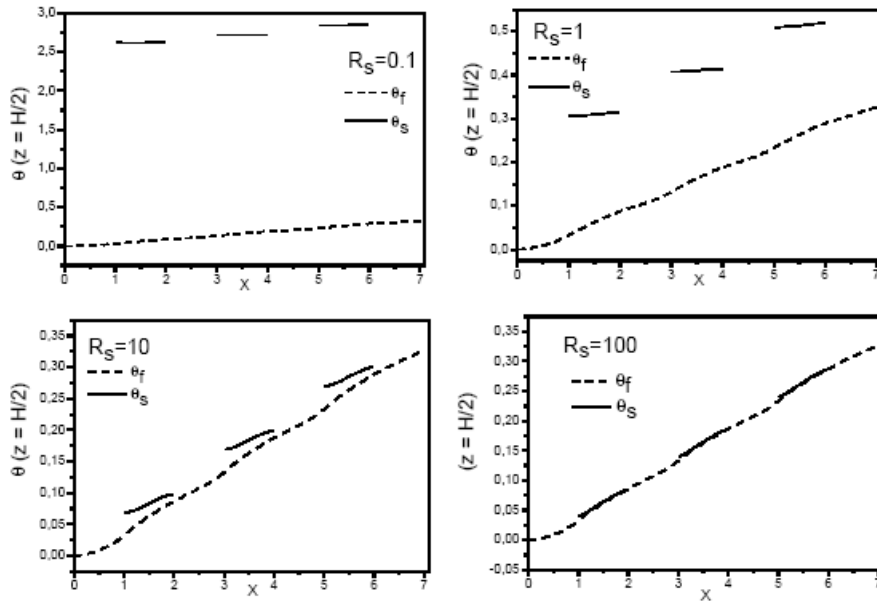 θ (z = H/2)
3,0
2,5
2,0
1,5
1,0
0,5
0,0
R_s=0.1
θ_f
θ_s
0 1 2 3 4 5 6 7
X
θ (z = H/2)
0,5
0,4
0,3
0,2
0,1
0,0
R_s=1
θ_f
θ_s
0 1 2 3 4 5 6 7
X
θ (z = H/2)
0,30
0,25
0,20
0,15
0,10
0,05
0,00
R_s=10
θ_f
θ_s
0 1 2 3 4 5 6 7
X
(z = H/2)
0,35
0,30
0,25
0,20
0,15
0,10
0,05
0,00
-0,05
R_s=100
θ_f
θ_s
0 1 2 3 4 5 6 7
X